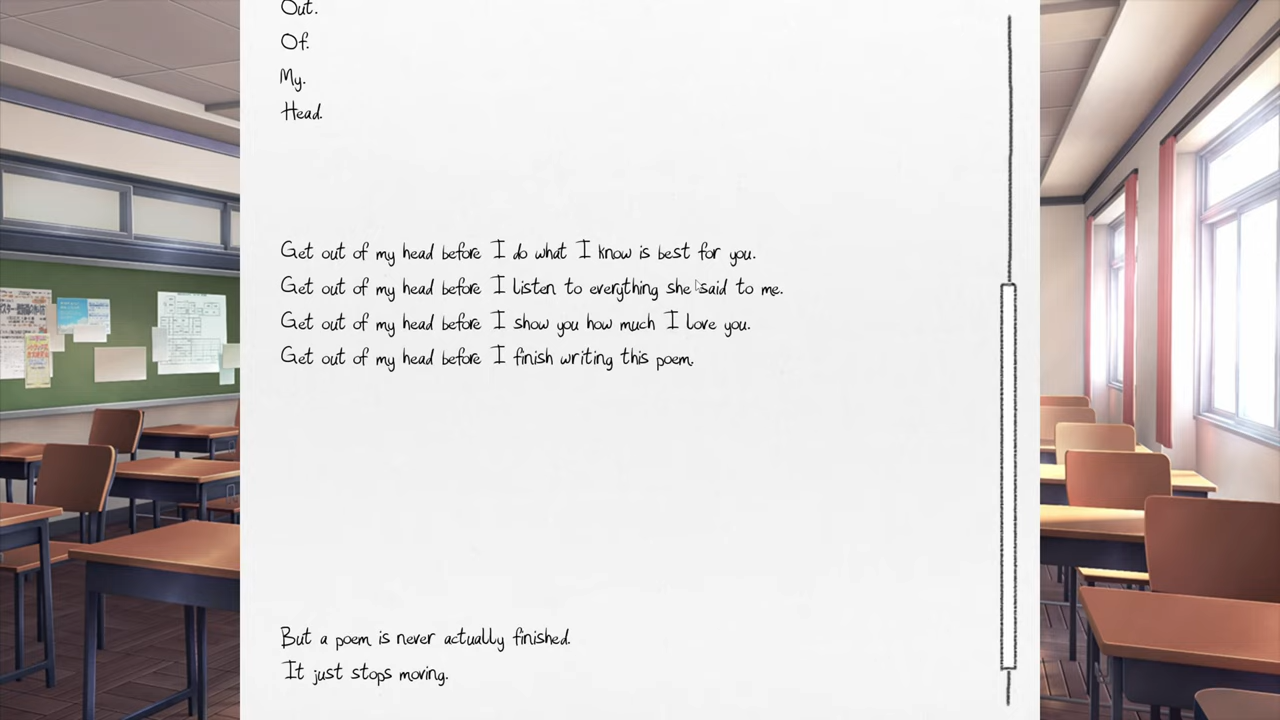 Out.
Of.
My.
Head.
Get out of my head before I do what I know is best for you.
Get out of my head before I listen to everything she said to me.
Get out of my head before I show you how much I love you.
Get out of my head before I finish writing this poem.
But a poem is never actually finished.
It just stops moving.